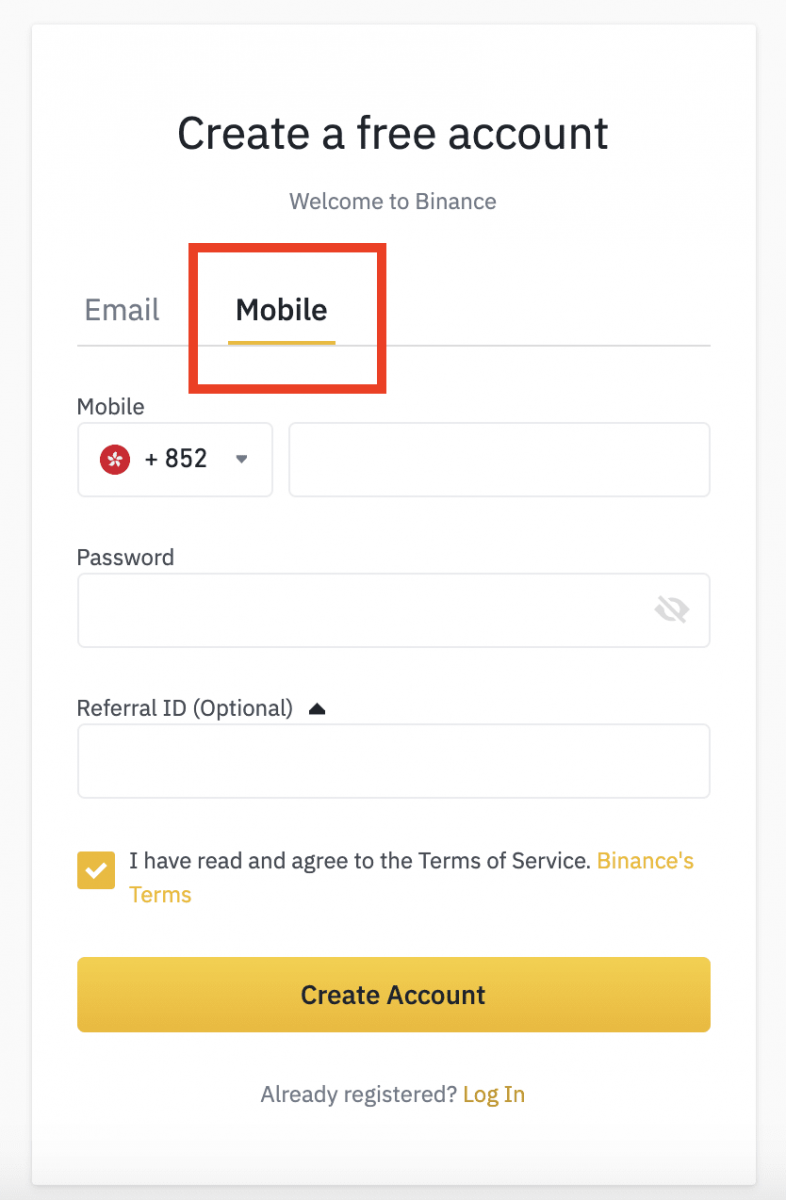 Create a free account
Welcome to Binance
Email Mobile
Mobile
+ 852
Password
Referral ID (Optional)
I have read and agree to the Terms of Service. Binance's
Terms
Create Account
Already registered? Log In